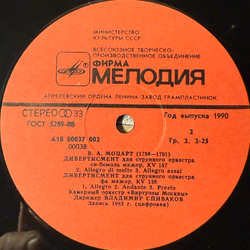 МИНИСТЕРСТВО
КУЛЬТУРЫ СССР
ВСЕСОЮЗНОЕ ТВОРЧЕСКО-
ПРОИЗВОДСТВЕННОЕ ОБЪЕДИНЕНИЕ
ФИРМА
МЕЛОДИЯ
АПРЕЛЕВСКИЙ ОРДЕНА ЛЕНИНА ЗАВОД ГРАМПЛАСТИНОК
СТЕРЕО 33
ГОСТ 5289-88
Год выпуска 1990
А10 00037 002
00038
2
Гр. 2. 2-25
В. А. МОЦАРТ (1756—1791)
ДИВЕРТИСМЕНТ для струнного оркестра
си-бемоль мажор, KV 137
2. Allegro di molto 3. Allegro assai
ДИВЕРТИСМЕНТ для струнного оркестра
фа мажор, KV 138
1. Allegro 2. Andante 3. Presto
Камерный оркестр «Виртуозы Москвы»
Дирижер ВЛАДИМИР СПИВАКОВ
Запись 1983 г. (цифровая)